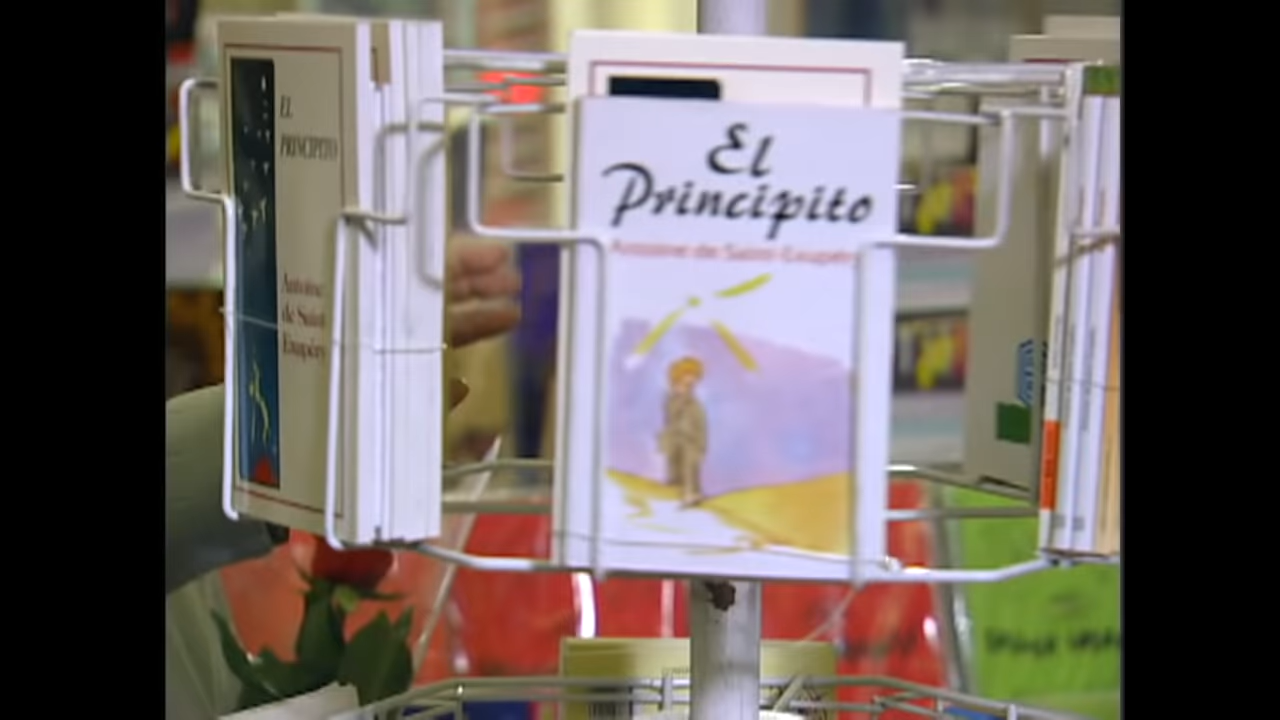 EL
PRINCIPITO
Antoine
de Saint
Exupéry
El
Principito
Antoine de Saint-Exupéry